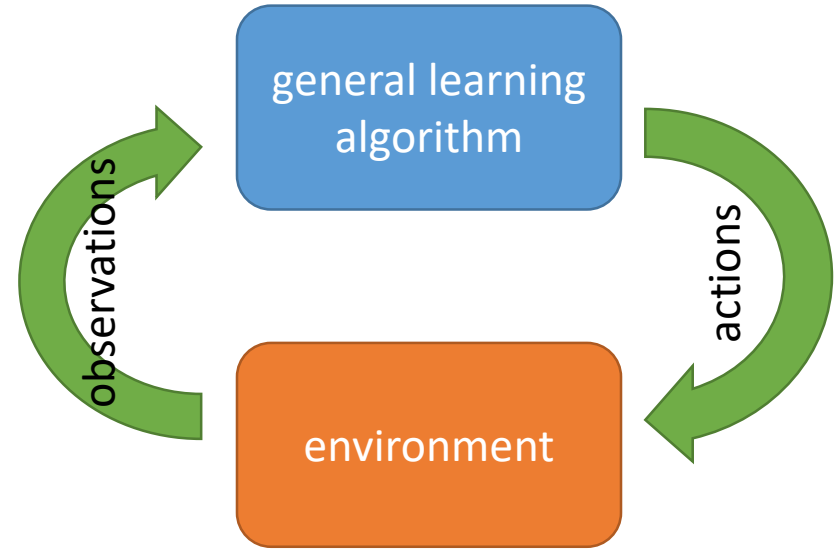 general learning
algorithm
observations
actions
environment